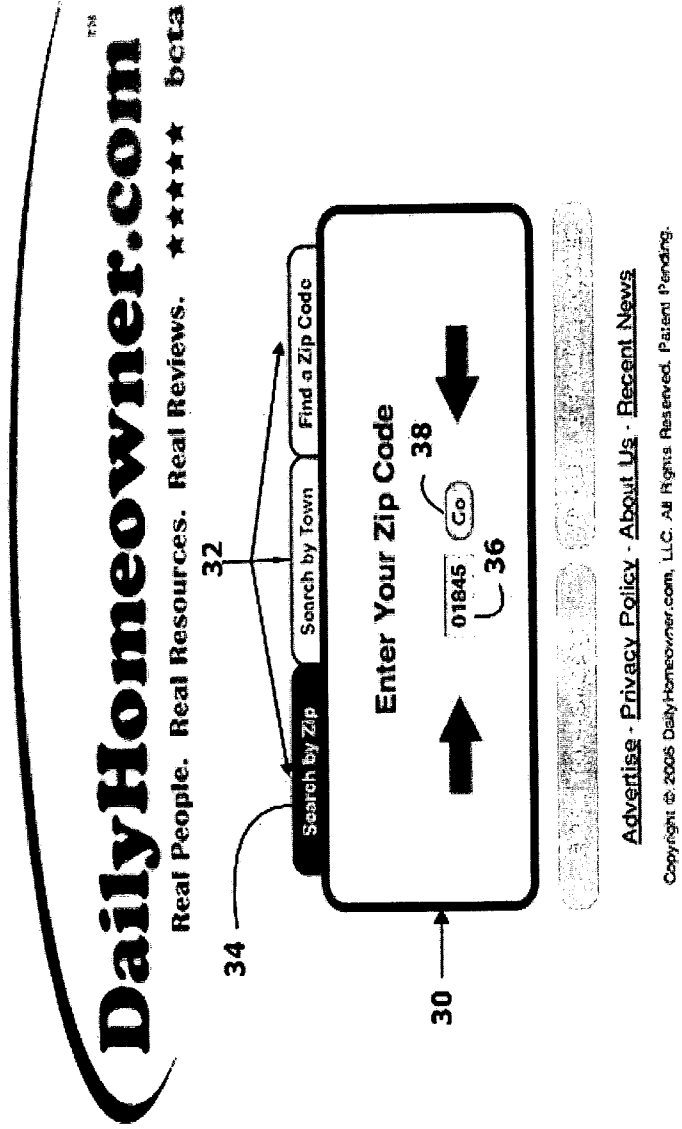 DailyHomeowner.com TM
Real People. Real Resources. Real Reviews. ★★★★★ beta
32
34
Search by Zip
Search by Town
Find a Zip Code
Enter Your Zip Code
38
01845
Go
36
30
Advertise - Privacy Policy - About Us - Recent News
Copyright © 2006 DailyHomeowner.com, LLC. All Rights Reserved. Patent Pending.